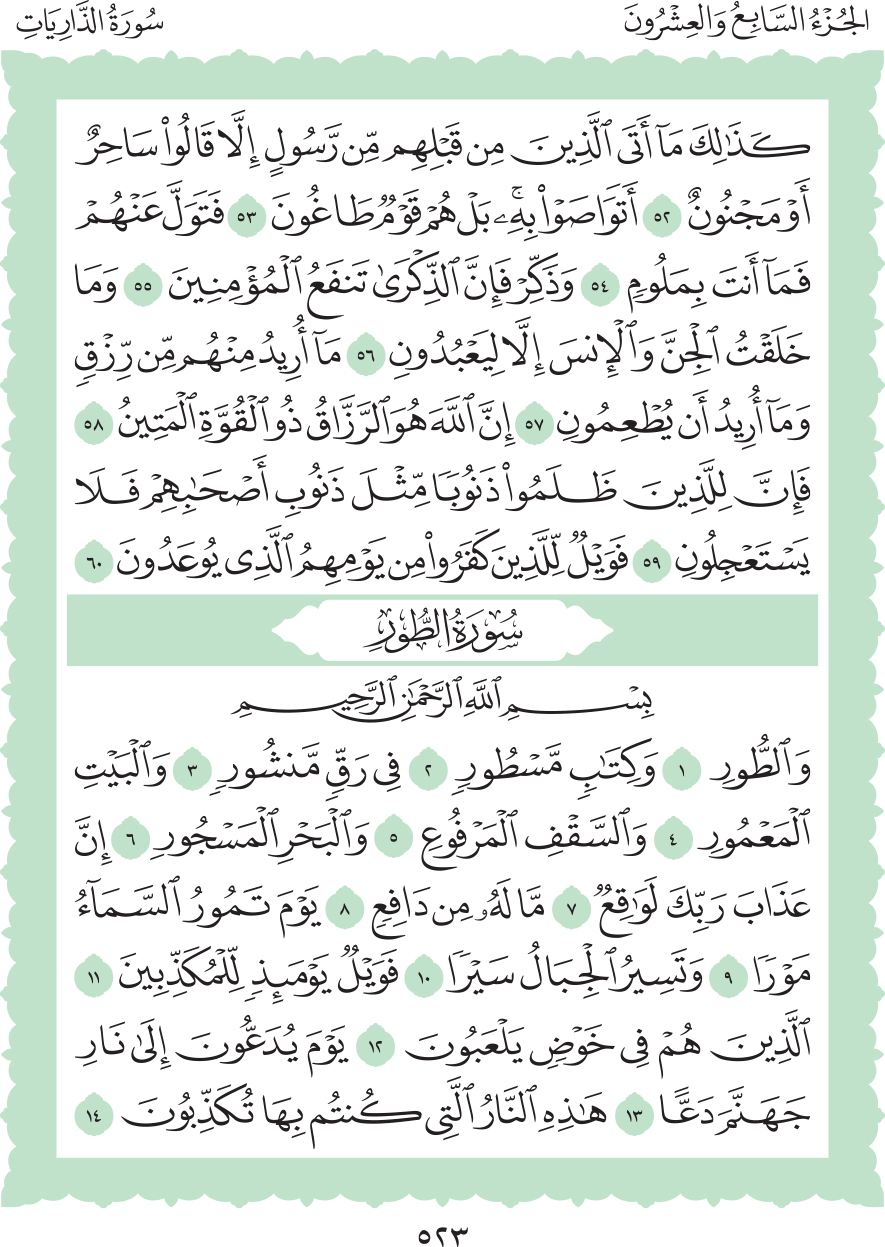 الجُزْءُ السَّابِعُ وَالعِشْرُونَ
سُورَةُ الذَّارِيَاتِ
كَذَٰلِكَ مَآ أَتَى ٱلَّذِينَ مِن قَبۡلِهِم مِّن رَّسُولٍ إِلَّا قَالُواْ سَاحِرٌ
أَوۡ مَجۡنُونٌ ٥٢ أَتَوَاصَوۡاْ بِهِۦۚ بَلۡ هُمۡ قَوۡمٞ طَاغُونَ ٥٣ فَتَوَلَّ عَنۡهُمۡ
فَمَآ أَنتَ بِمَلُومٖ ٥٤ وَذَكِّرۡ فَإِنَّ ٱلذِّكۡرَىٰ تَنفَعُ ٱلۡمُؤۡمِنِينَ ٥٥ وَمَا
خَلَقۡتُ ٱلۡجِنَّ وَٱلۡإِنسَ إِلَّا لِيَعۡبُدُونِ ٥٦ مَآ أُرِيدُ مِنۡهُم مِّن رِّزۡقٖ
وَمَآ أُرِيدُ أَن يُطۡعِمُونِ ٥٧ إِنَّ ٱللَّهَ هُوَ ٱلرَّزَّاقُ ذُو ٱلۡقُوَّةِ ٱلۡمَتِينُ ٥٨
فَإِنَّ لِلَّذِينَ ظَلَمُواْ ذَنُوبٗا مِّثۡلَ ذَنُوبِ أَصۡحَٰبِهِمۡ فَلَا
يَسۡتَعۡجِلُونِ ٥٩ فَوَيۡلٞ لِّلَّذِينَ كَفَرُواْ مِن يَوۡمِهِمُ ٱلَّذِي يُوعَدُونَ ٦٠
سُورَةُ الطُّورِ
بِسۡمِ ٱللَّهِ ٱلرَّحۡمَٰنِ ٱلرَّحِيمِ
وَٱلطُّورِ ١ وَكِتَٰبٖ مَّسۡطُورٖ ٢ فِي رَقّٖ مَّنشُورٖ ٣ وَٱلۡبَيۡتِ
ٱلۡمَعۡمُورِ ٤ وَٱلسَّقۡفِ ٱلۡمَرۡفُوعِ ٥ وَٱلۡبَحۡرِ ٱلۡمَسۡجُورِ ٦ إِنَّ
عَذَابَ رَبِّكَ لَوَٰقِعٞ ٧ مَّا لَهُۥ مِن دَافِعٖ ٨ يَوۡمَ تَمُورُ ٱلسَّمَآءُ
مَوۡرٗا ٩ وَتَسِيرُ ٱلۡجِبَالُ سَيۡرٗا ١٠ فَوَيۡلٞ يَوۡمَئِذٖ لِّلۡمُكَذِّبِينَ ١١
ٱلَّذِينَ هُمۡ فِي خَوۡضٖ يَلۡعَبُونَ ١٢ يَوۡمَ يُدَعُّونَ إِلَىٰ نَارِ
جَهَنَّمَ دَعًّا ١٣ هَٰذِهِ ٱلنَّارُ ٱلَّتِي كُنتُم بِهَا تُكَذِّبُونَ ١٤
٥٢٣